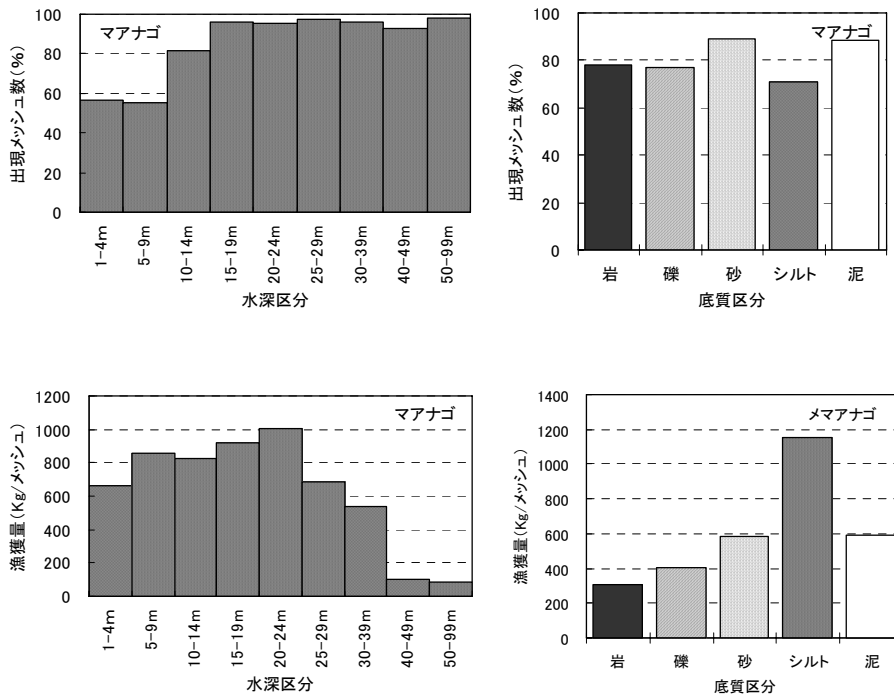 マアナゴ
出現メッシュ数(%)
100
80
60
40
20
0
1-4m
5-9m
10-14m
15-19m
20-24m
25-29m
30-39m
40-49m
50-99m
水深区分
マアナゴ
出現メッシュ数(%)
100
80
60
40
20
0
岩
礫
砂
シルト
泥
底質区分
マアナゴ
漁獲量(Kg/メッシュ)
1200
1000
800
600
400
200
0
1-4m
5-9m
10-14m
15-19m
20-24m
25-29m
30-39m
40-49m
50-99m
水深区分
メマアナゴ
漁獲量(Kg/メッシュ)
1400
1200
1000
800
600
400
200
0
岩
礫
砂
シルト
泥
底質区分